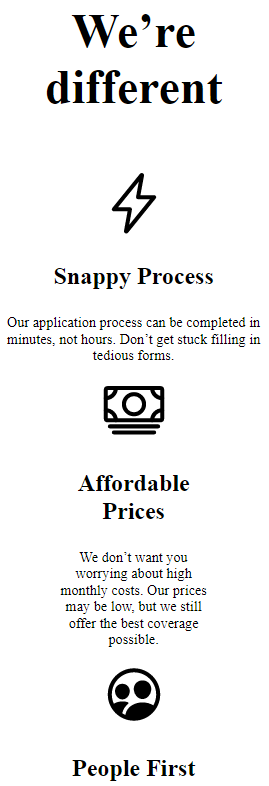 We’re
different
Snappy Process
Our application process can be completed in
minutes, not hours. Don’t get stuck filling in
tedious forms.
Affordable
Prices
We don’t want you
worrying about high
monthly costs. Our prices
may be low, but we still
offer the best coverage
possible.
People First